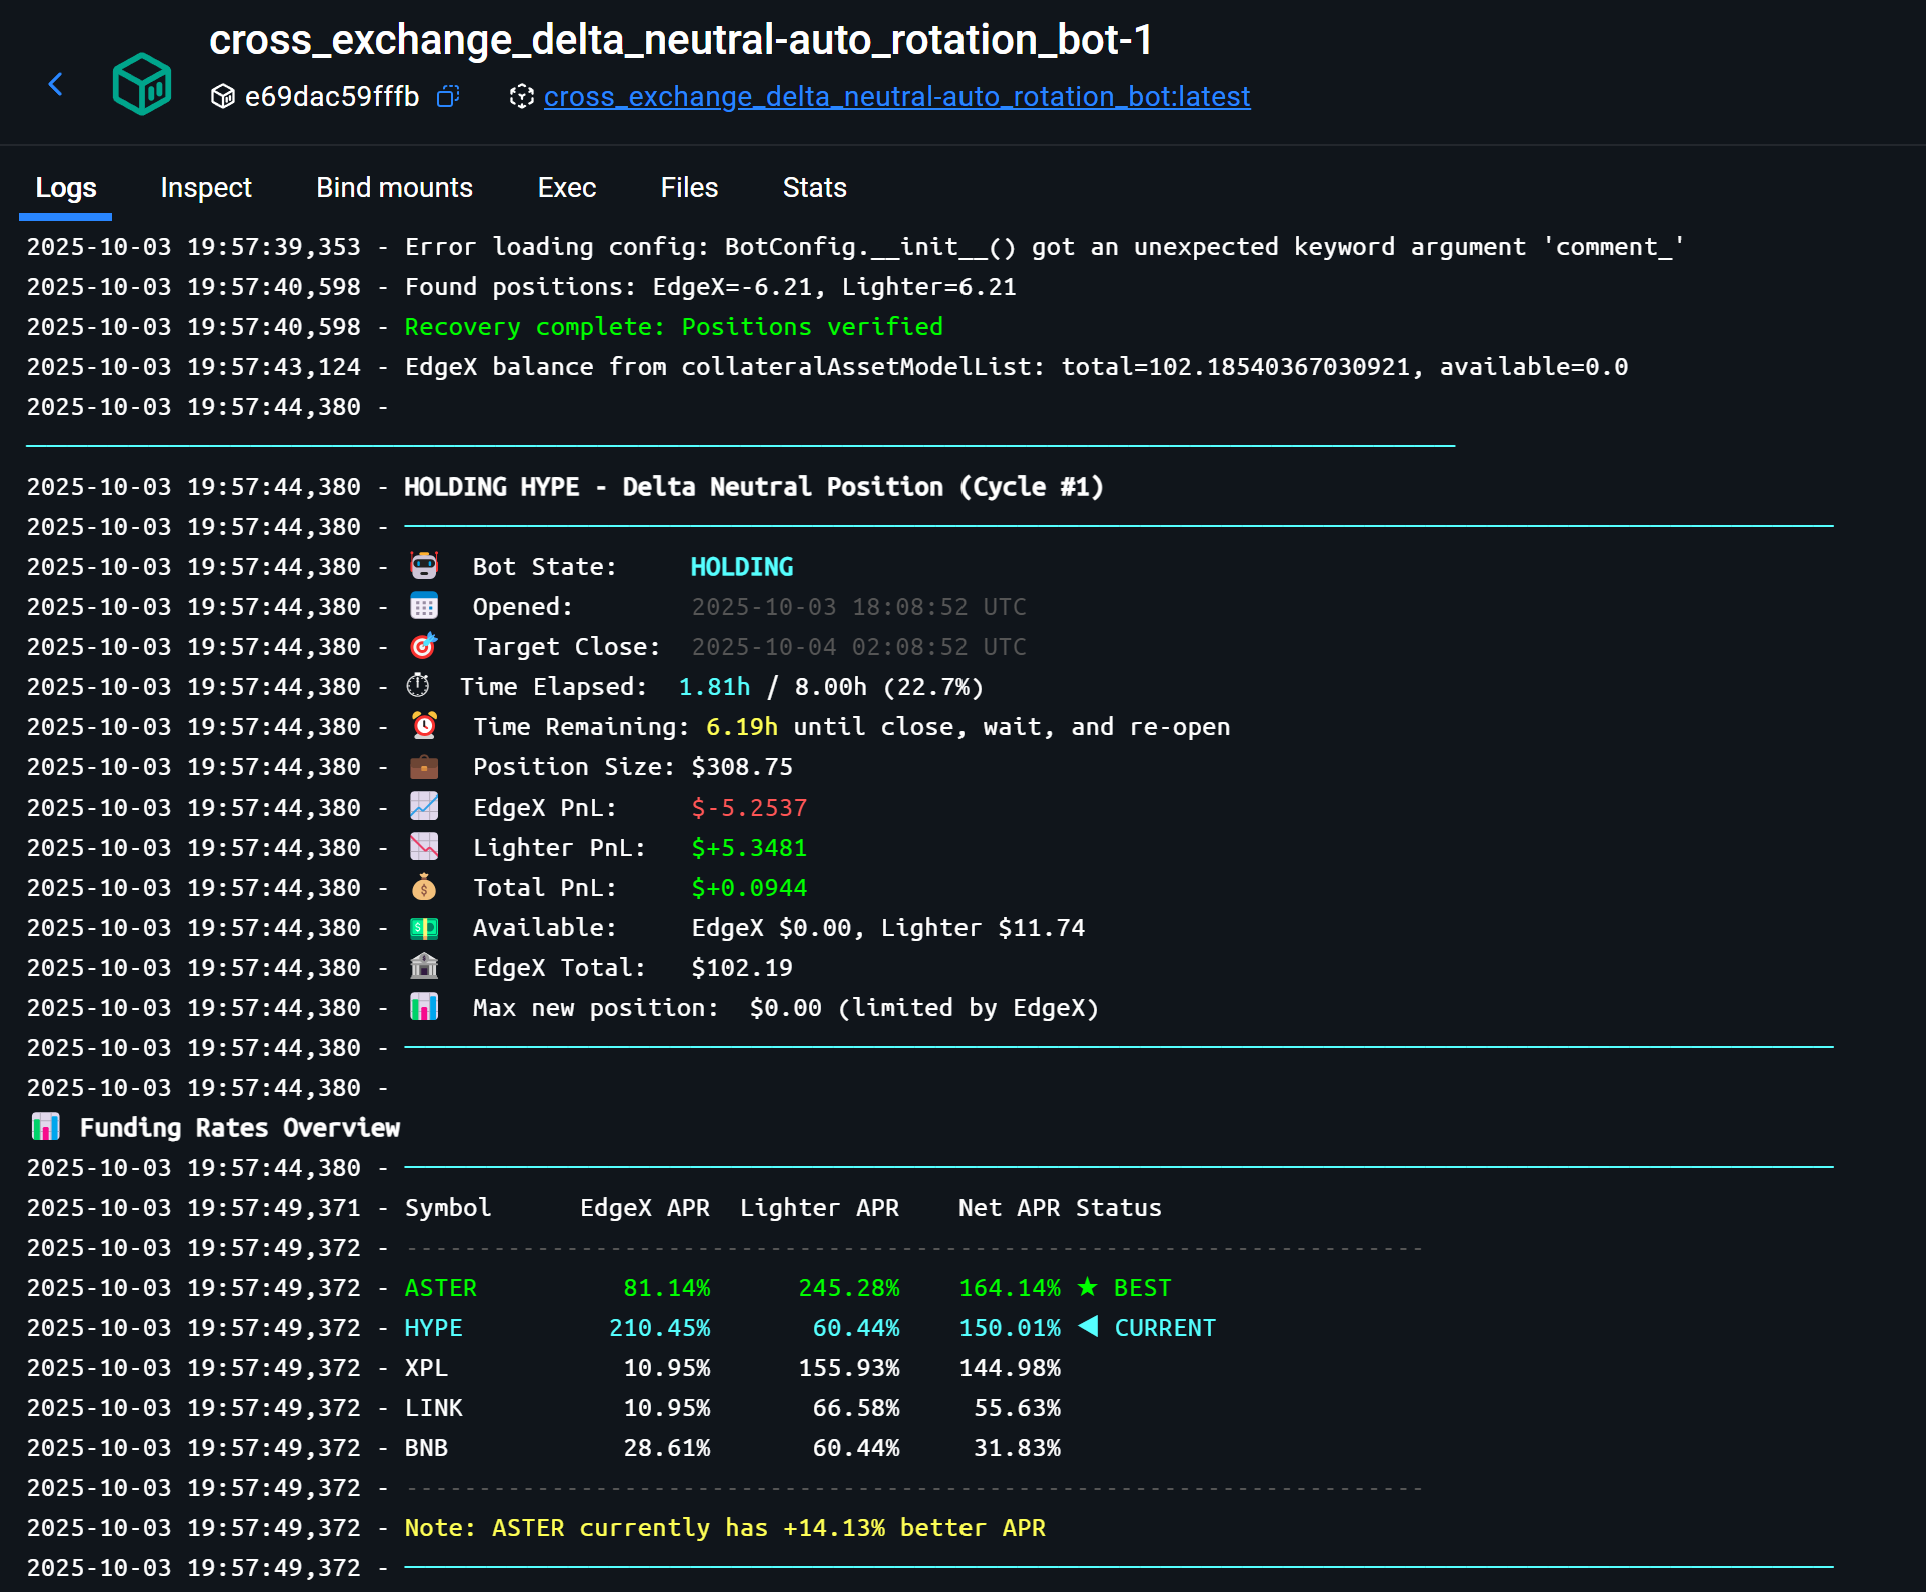 cross_exchange_delta_neutral-auto_rotation_bot-1
e69dac59fffb cross_exchange_delta_neutral-auto_rotation_bot:latest
Logs Inspect Bind mounts Exec Files Stats
2025-10-03 19:57:39,353 - Error loading config: BotConfig.__init__() got an unexpected keyword argument 'comment_'
2025-10-03 19:57:40,598 - Found positions: EdgeX=-6.21, Lighter=6.21
2025-10-03 19:57:40,598 - Recovery complete: Positions verified
2025-10-03 19:57:43,124 - EdgeX balance from collateralAssetModelList: total=102.18540367030921, available=0.0
2025-10-03 19:57:44,380 -
2025-10-03 19:57:44,380 - HOLDING HYPE - Delta Neutral Position (Cycle #1)
2025-10-03 19:57:44,380 -
2025-10-03 19:57:44,380 - Bot State: HOLDING
2025-10-03 19:57:44,380 - Opened: 2025-10-03 18:08:52 UTC
2025-10-03 19:57:44,380 - Target Close: 2025-10-04 02:08:52 UTC
2025-10-03 19:57:44,380 - Time Elapsed: 1.81h / 8.00h (22.7%)
2025-10-03 19:57:44,380 - Time Remaining: 6.19h until close, wait, and re-open
2025-10-03 19:57:44,380 - Position Size: $308.75
2025-10-03 19:57:44,380 - EdgeX PnL: $-5.2537
2025-10-03 19:57:44,380 - Lighter PnL: $+5.3481
2025-10-03 19:57:44,380 - Total PnL: $+0.0944
2025-10-03 19:57:44,380 - Available: EdgeX $0.00, Lighter $11.74
2025-10-03 19:57:44,380 - EdgeX Total: $102.19
2025-10-03 19:57:44,380 - Max new position: $0.00 (limited by EdgeX)
2025-10-03 19:57:44,380 -
2025-10-03 19:57:44,380 -
Funding Rates Overview
2025-10-03 19:57:44,380 -
2025-10-03 19:57:49,371 - Symbol EdgeX APR Lighter APR Net APR Status
2025-10-03 19:57:49,372 - ----------------------------------------------------------------------
2025-10-03 19:57:49,372 - ASTER 81.14% 245.28% 164.14% ★ BEST
2025-10-03 19:57:49,372 - HYPE 210.45% 60.44% 150.01% ◀ CURRENT
2025-10-03 19:57:49,372 - XPL 10.95% 155.93% 144.98%
2025-10-03 19:57:49,372 - LINK 10.95% 66.58% 55.63%
2025-10-03 19:57:49,372 - BNB 28.61% 60.44% 31.83%
2025-10-03 19:57:49,372 - ----------------------------------------------------------------------
2025-10-03 19:57:49,372 - Note: ASTER currently has +14.13% better APR
2025-10-03 19:57:49,372 -